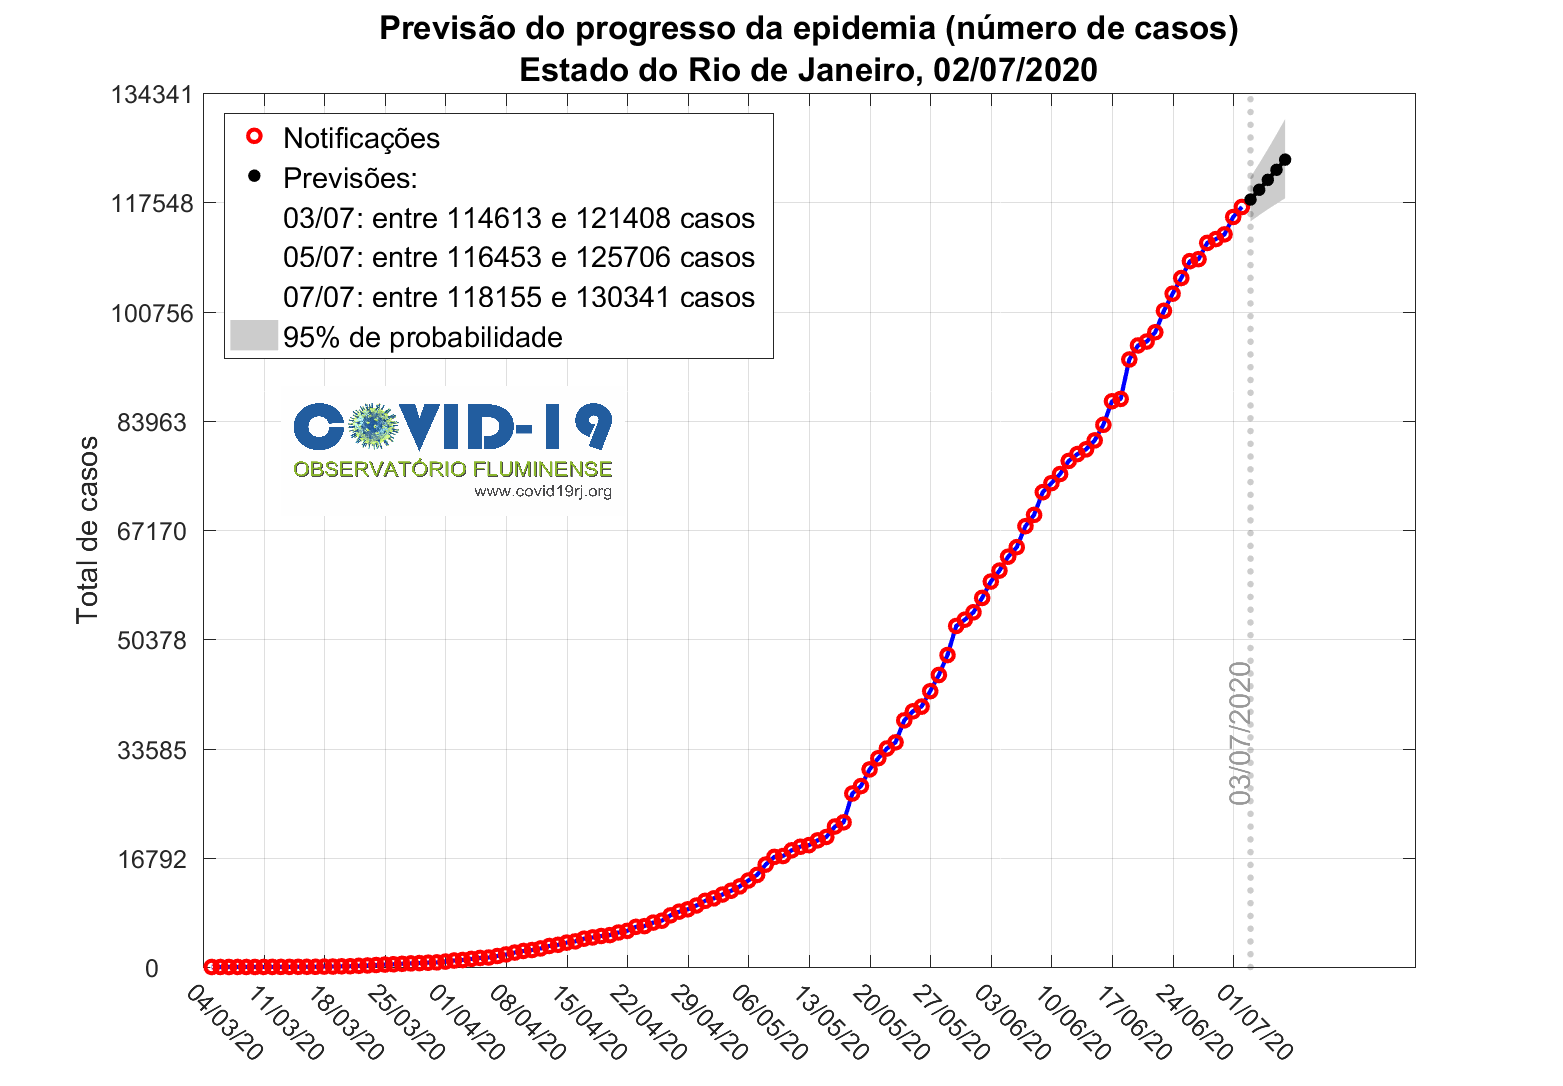 Previsão do progresso da epidemia (número de casos)
Estado do Rio de Janeiro, 02/07/2020
134341
117548
100756
83963
67170
50378
33585
16792
0
Total de casos
Notificações
Previsões:
03/07: entre 114613 e 121408 casos
05/07: entre 116453 e 125706 casos
07/07: entre 118155 e 130341 casos
95% de probabilidade
COVID-19
OBSERVATÓRIO FLUMINENSE
www.covid19rj.org
03/07/2020
04/03/20
11/03/20
18/03/20
25/03/20
01/04/20
08/04/20
15/04/20
22/04/20
29/04/20
06/05/20
13/05/20
20/05/20
27/05/20
03/06/20
10/06/20
17/06/20
24/06/20
01/07/20